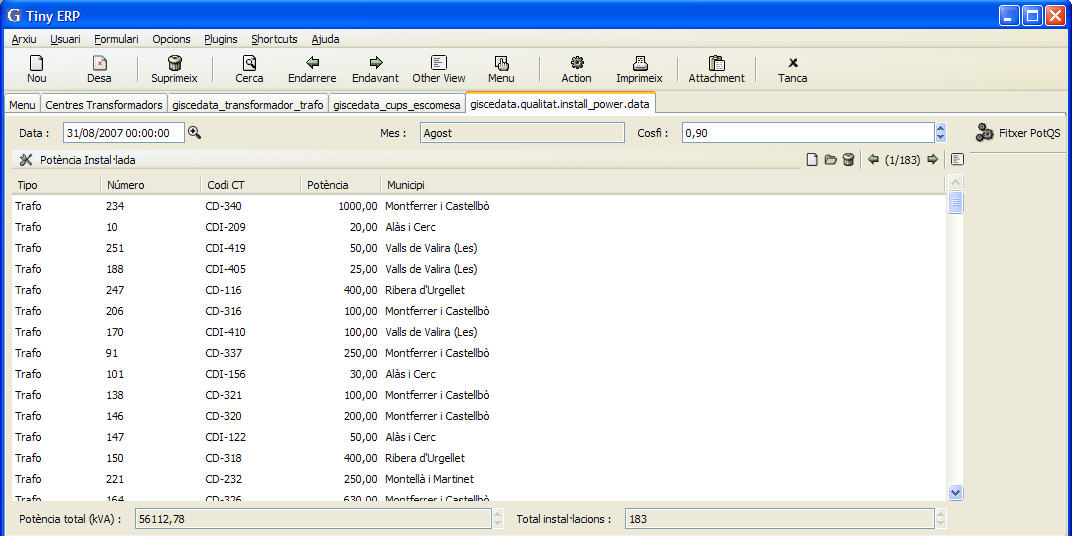 Tiny ERP
Arxiu Usuari Formulari Opcions Plugins Shortcuts Ajuda
Nou Desa Suprimeix Cerca Endarrere Endavant Other View Menu Action Imprimeix Attachment Tanca
Menu Centres Transformadors giscedata_transformador_trafo giscedata_cups_escomesa giscedata.qualitat.install_power.data
Data : 31/08/2007 00:00:00 Mes : Agost Cosfi : 0,90 Fitxer PotQS
Potència Instal·lada (1/183)
Tipo Número Codi CT Potència Municipi
Trafo 234 CD-340 1000,00 Montferrer i Castellbò
Trafo 10 CDI-209 20,00 Alàs i Cerc
Trafo 251 CDI-419 50,00 Valls de Valira (Les)
Trafo 188 CDI-405 25,00 Valls de Valira (Les)
Trafo 247 CD-116 400,00 Ribera d'Urgellet
Trafo 206 CD-316 100,00 Montferrer i Castellbò
Trafo 170 CDI-410 100,00 Valls de Valira (Les)
Trafo 91 CD-337 250,00 Montferrer i Castellbò
Trafo 101 CDI-156 30,00 Alàs i Cerc
Trafo 138 CD-321 100,00 Montferrer i Castellbò
Trafo 146 CD-320 200,00 Montferrer i Castellbò
Trafo 147 CDI-122 50,00 Alàs i Cerc
Trafo 150 CD-318 400,00 Ribera d'Urgellet
Trafo 221 CD-232 250,00 Montellà i Martinet
Trafo 164 CD-326 630,00 Montferrer i Castellbò
Potència total (kVA) : 56112,78 Total instal·lacions : 183